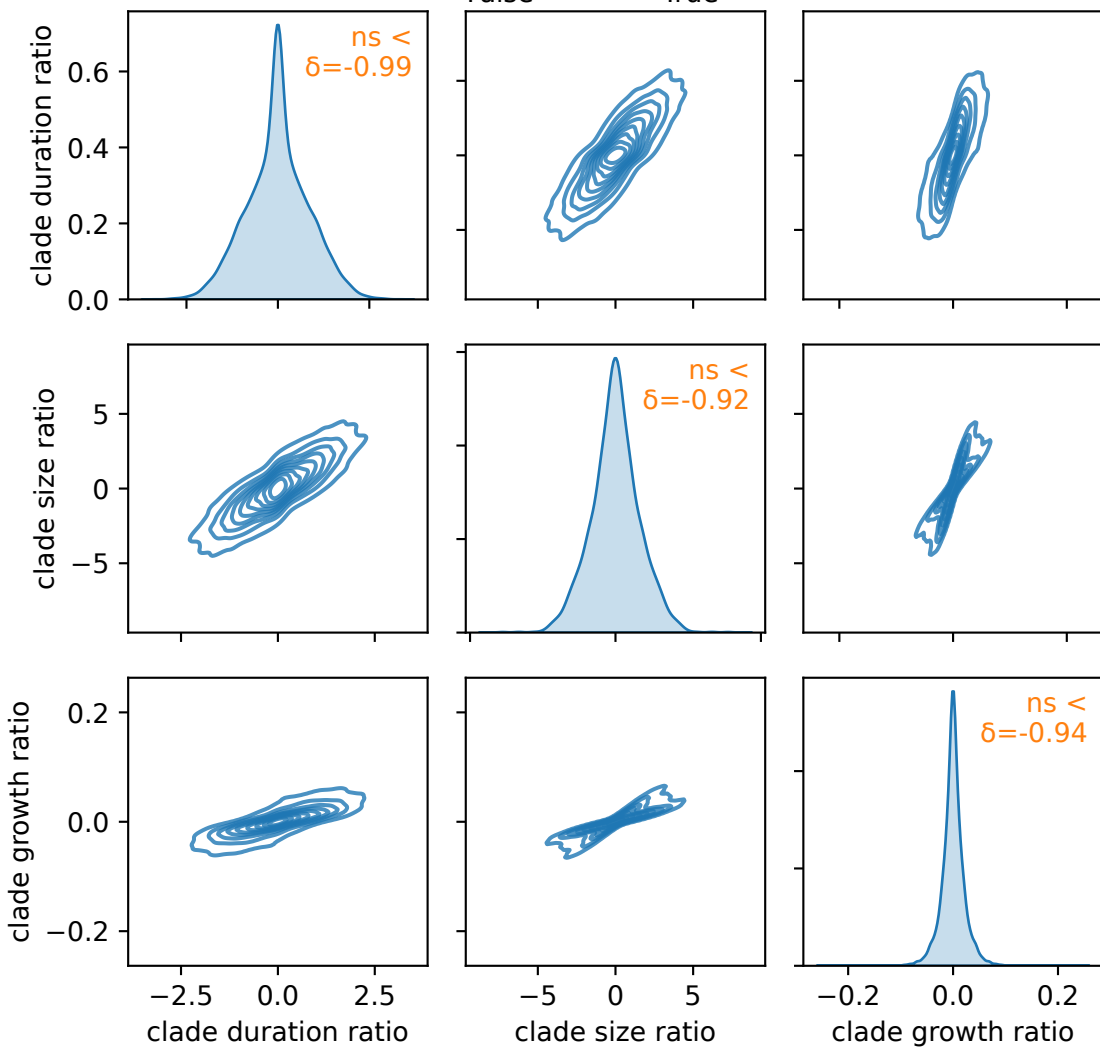 clade duration ratio
0.6
0.4
0.2
0.0
ns <
δ=-0.99
clade size ratio
5
0
−5
ns <
δ=-0.92
clade growth ratio
0.2
0.0
−0.2
ns <
δ=-0.94
−2.5 0.0 2.5
−5 0 5
−0.2 0.0 0.2
clade duration ratio
clade size ratio
clade growth ratio